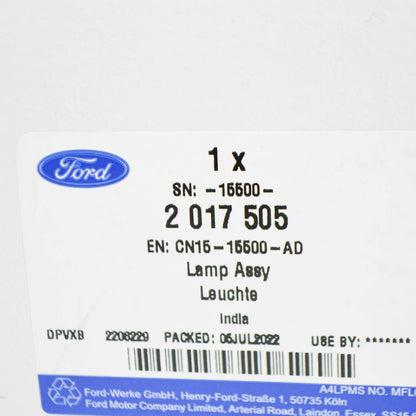 Ford
1 x
SN: -15500-
2 017 505
EN: CN15-15500-AD
Lamp Assy
Leuchte
India
DPVXB 2206229 PACKED: 06JUL2022 USE BY: *******
A4LPMS NO. MFL
Ford-Werke GmbH, Henry-Ford-Straße 1, 50735 Köln
Ford Motor Company Limited, Arterial Road, Laindon, Essex, SS15